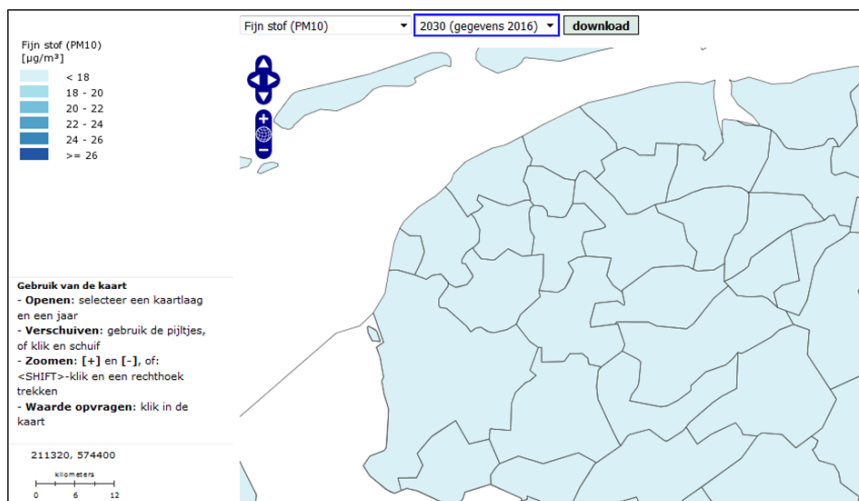 Fijn stof (PM10)
2030 (gegevens 2016)
download
Fijn stof (PM10)
[µg/m³]
< 18
18 - 20
20 - 22
22 - 24
24 - 26
>= 26
Gebruik van de kaart
- Openen: selecteer een kaartlaag
en een jaar
- Verschuiven: gebruik de pijltjes,
of klik en schuif
- Zoomen: [+] en [-], of:
<SHIFT>-klik en een rechthoek
trekken
- Waarde opvragen: klik in de
kaart
211320, 574400
kilometers
0 6 12